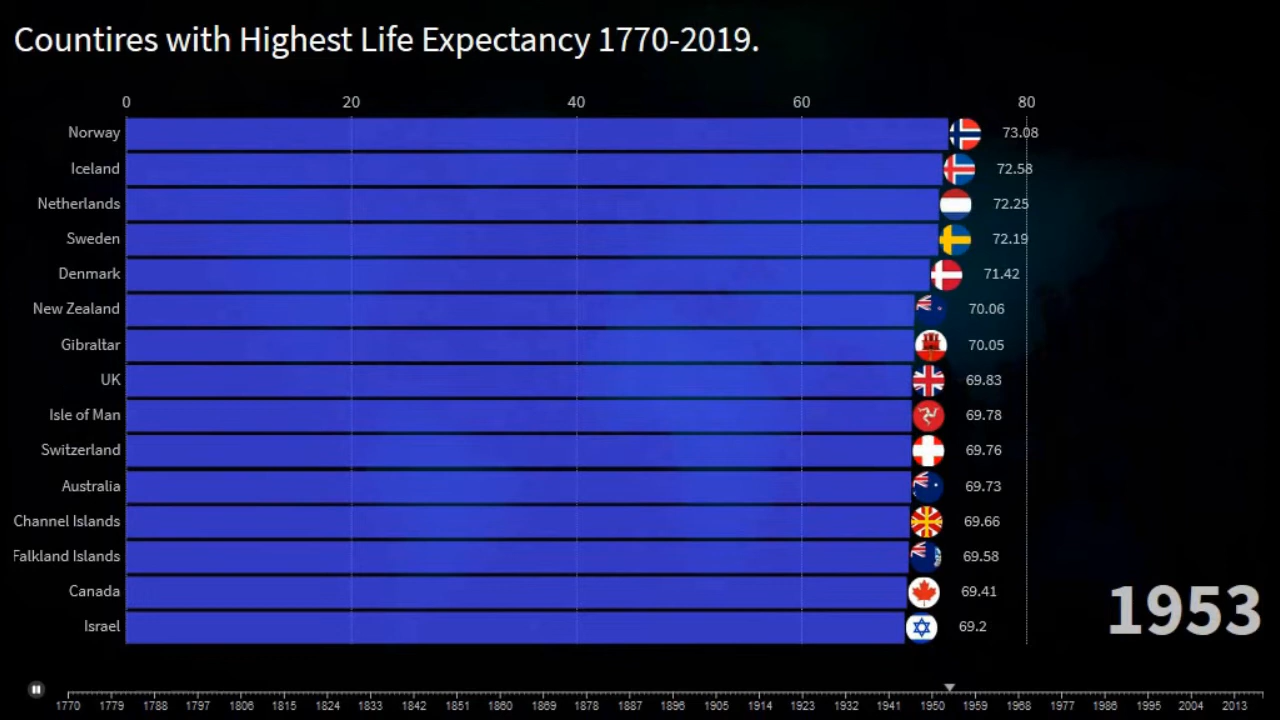 Countires with Highest Life Expectancy 1770-2019.
0 20 40 60 80
Norway 73.08
Iceland 72.58
Netherlands 72.25
Sweden 72.19
Denmark 71.42
New Zealand 70.06
Gibraltar 70.05
UK 69.83
Isle of Man 69.78
Switzerland 69.76
Australia 69.73
Channel Islands 69.66
Falkland Islands 69.58
Canada 69.41
Israel 69.2
1953
1770 1779 1788 1797 1806 1815 1824 1833 1842 1851 1860 1869 1878 1887 1896 1905 1914 1923 1932 1941 1950 1959 1968 1977 1986 1995 2004 2013